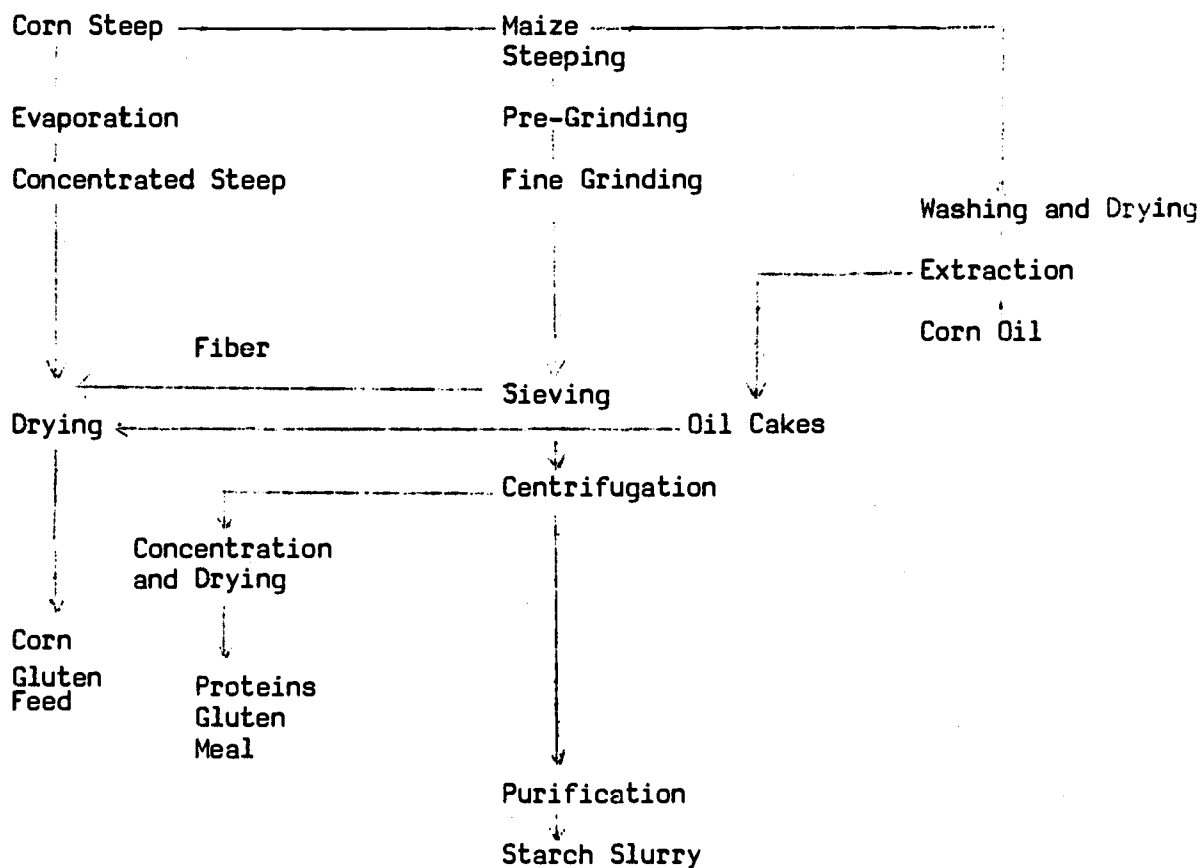 Corn Steep
Maize
Steeping
Evaporation
Pre-Grinding
Concentrated Steep
Fine Grinding
Washing and Drying
Extraction
Corn Oil
Fiber
Sieving
Drying
Oil Cakes
Centrifugation
Concentration
and Drying
Corn
Gluten
Feed
Proteins
Gluten
Meal
Purification
Starch Slurry